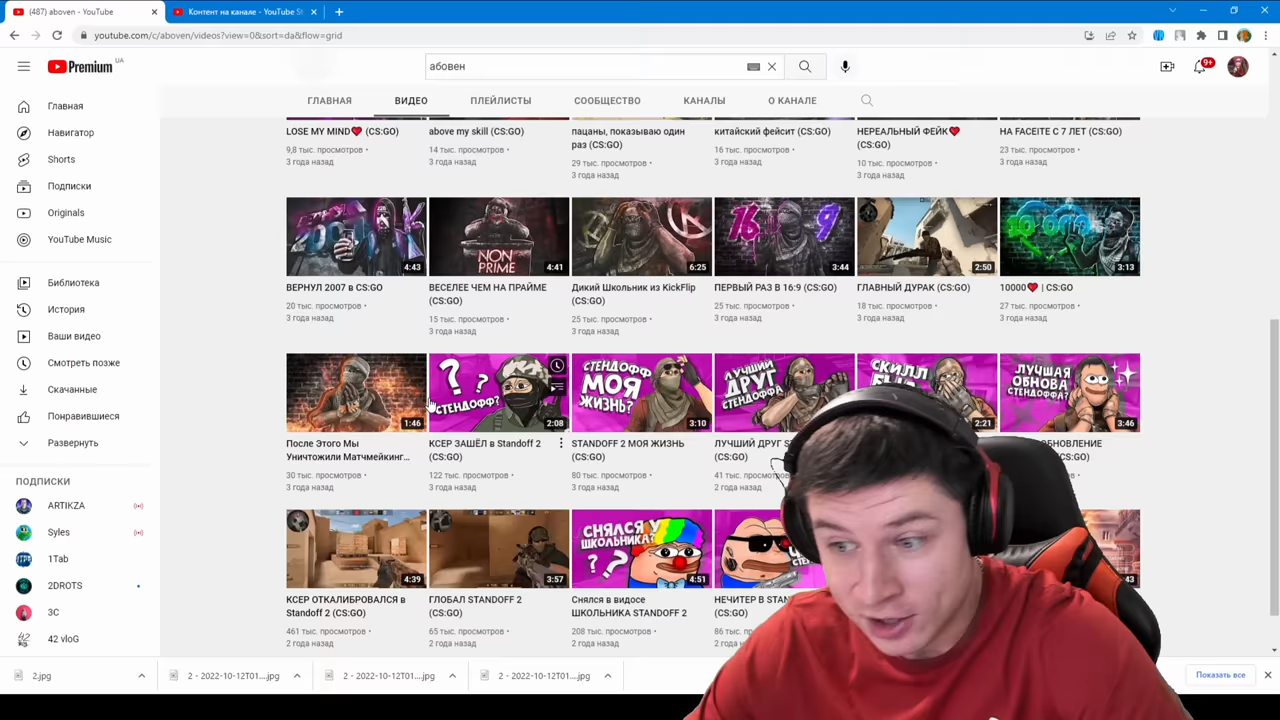 (487) aboven - YouTube
Контент на канале - YouTube St
youtube.com/c/aboven/videos?view=0&sort=da&flow=grid
Premium UA
абовен
9+
ГЛАВНАЯ ВИДЕО ПЛЕЙЛИСТЫ СООБЩЕСТВО КАНАЛЫ О КАНАЛЕ
Главная
Навигатор
Shorts
Подписки
Originals
YouTube Music
Библиотека
История
Ваши видео
Смотреть позже
Скачанные
Понравившиеся
Развернуть
ПОДПИСКИ
ARTIKZA
Syles
1Tab
2DROTS
3C
42 vloG
LOSE MY MIND❤ (CS:GO)
9,8 тыс. просмотров •
3 года назад
above my skill (CS:GO)
14 тыс. просмотров •
3 года назад
пацаны, показываю один
раз (CS:GO)
29 тыс. просмотров •
3 года назад
китайский фейсит (CS:GO)
16 тыс. просмотров •
3 года назад
НЕРЕАЛЬНЫЙ ФЕЙК❤
(CS:GO)
10 тыс. просмотров •
3 года назад
НА FACEITE С 7 ЛЕТ (CS:GO)
23 тыс. просмотров •
3 года назад
4:43
ВЕРНУЛ 2007 в CS:GO
20 тыс. просмотров •
3 года назад
NON
PRIME
4:41
ВЕСЕЛЕЕ ЧЕМ НА ПРАЙМЕ
(CS:GO)
15 тыс. просмотров •
3 года назад
6:25
Дикий Школьник из KickFlip
(CS:GO)
25 тыс. просмотров •
3 года назад
16 9
3:44
ПЕРВЫЙ РАЗ В 16:9 (CS:GO)
25 тыс. просмотров •
3 года назад
2:50
ГЛАВНЫЙ ДУРАК (CS:GO)
18 тыс. просмотров •
3 года назад
10000
3:13
10000❤ | CS:GO
27 тыс. просмотров •
3 года назад
1:46
После Этого Мы
Уничтожили Матчмейкинг...
30 тыс. просмотров •
3 года назад
? ?
СТЕНДОФФ?
2:08
КСЕР ЗАШЁЛ в Standoff 2
(CS:GO)
122 тыс. просмотров •
3 года назад
СТЕНДОФФ
МОЯ
ЖИЗНЬ?
3:10
STANDOFF 2 МОЯ ЖИЗНЬ
(CS:GO)
80 тыс. просмотров •
3 года назад
ЛУЧШИЙ
ДРУГ
СТЕНДОФФА?
ЛУЧШИЙ ДРУГ
(CS:GO)
41 тыс. просмотров
2 года назад
СКИЛЛ
2:21
ЛУЧШАЯ
ОБНОВА
СТЕНДОФФА?
3:46
4:39
КСЕР ОТКАЛИБРОВАЛСЯ в
Standoff 2 (CS:GO)
461 тыс. просмотров •
2 года назад
3:57
ГЛОБАЛ STANDOFF 2
(CS:GO)
65 тыс. просмотров •
2 года назад
СНЯЛСЯ У
ШКОЛЬНИКА?
??
4:51
Снялся в видосе
ШКОЛЬНИКА STANDOFF 2
208 тыс. просмотров •
2 года назад
НЕЧИТЕР В
(CS:GO)
86 тыс.
2 года назад
2.jpg
2 - 2022-10-12T01....jpg
2 - 2022-10-12T01....jpg
2 - 2022-10-12T01....jpg
Показать все